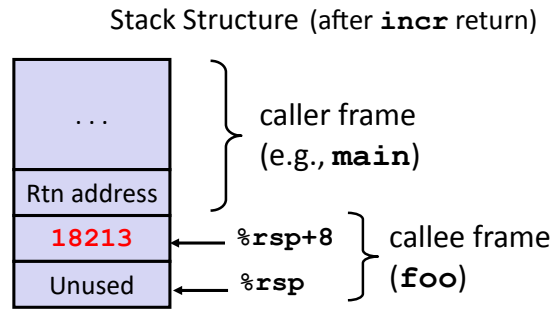 Stack Structure (after incr return)
...
caller frame
(e.g., main)
Rtn address
18213
%rsp+8
callee frame
(foo)
Unused
%rsp